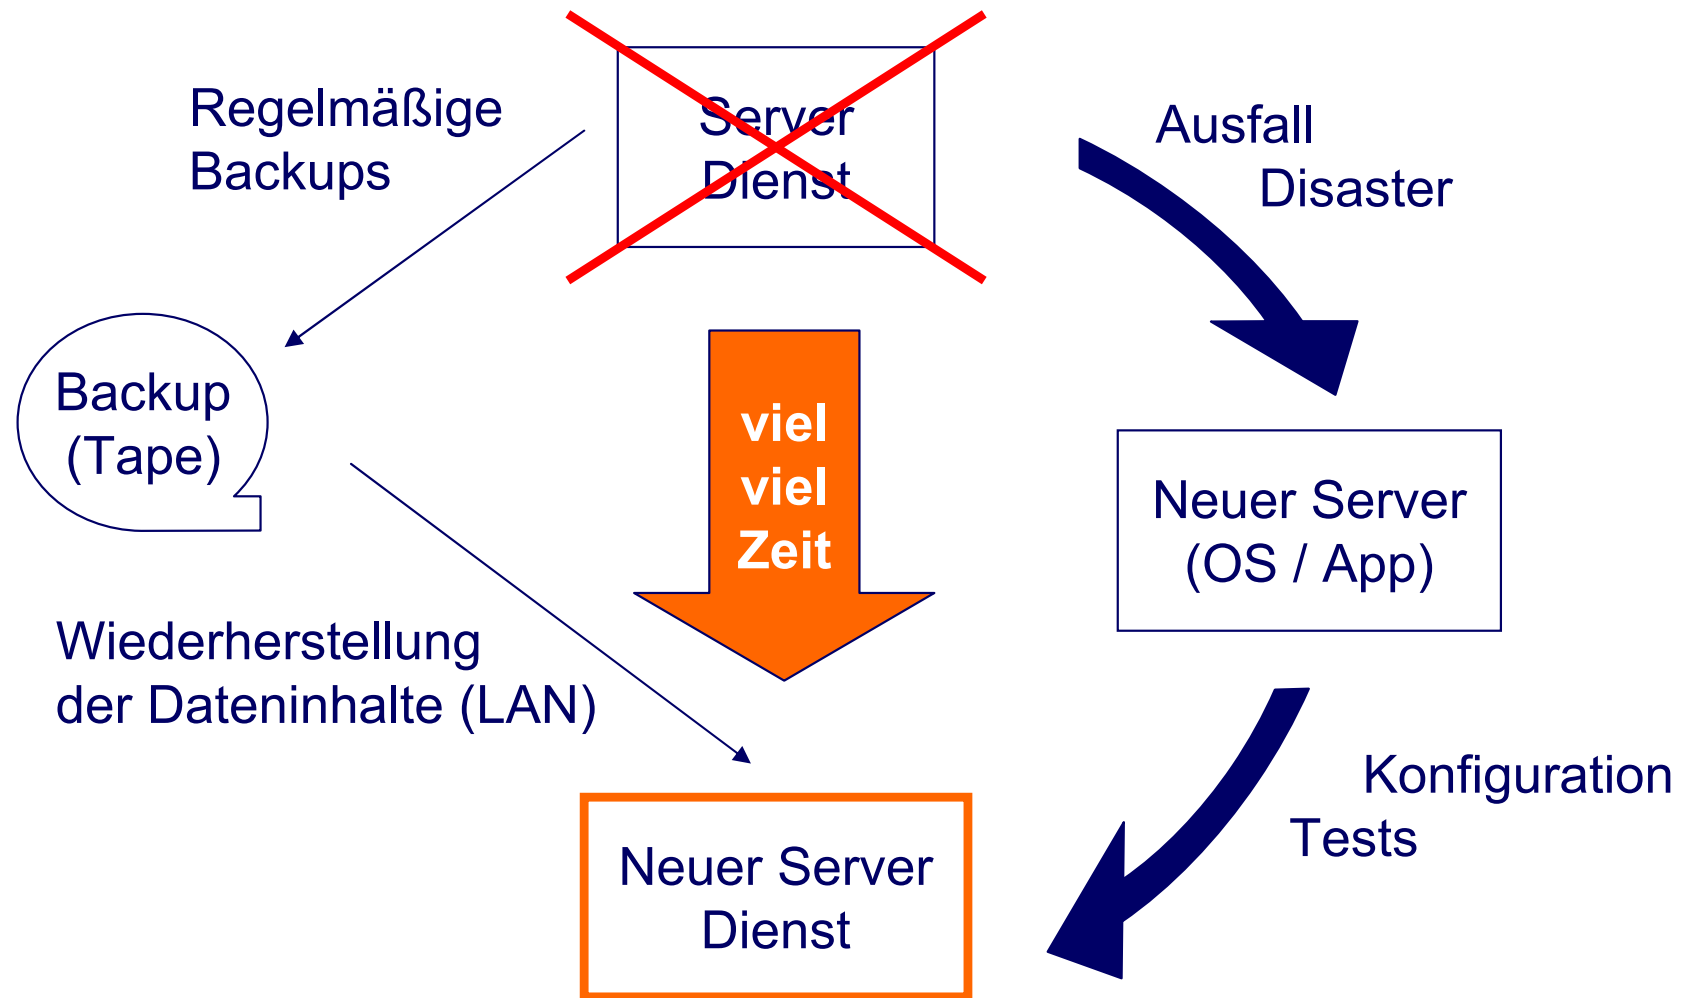 Regelmäßige
Backups
Server
Dienst
Ausfall
Disaster
Backup
(Tape)
viel
viel
Zeit
Neuer Server
(OS / App)
Wiederherstellung
der Dateninhalte (LAN)
Konfiguration
Tests
Neuer Server
Dienst